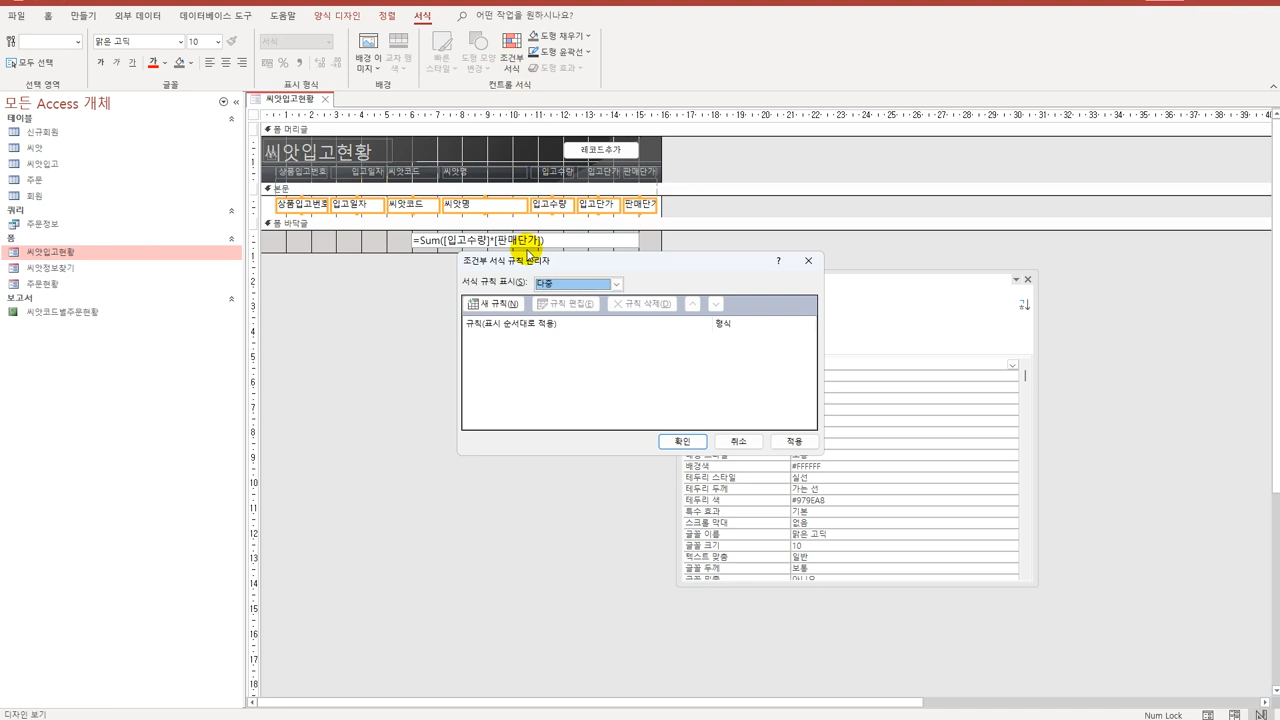 파일 홈 만들기 외부 데이터 데이터베이스 도구 도움말 양식 디자인 정렬 서식 어떤 작업을 원하시나요?
맑은 고딕 10 서식
모두 선택
가 가 가 가
배경 이미지
교차 행 색
빠른 스타일
도형 모양 변경
조건부 서식
도형 채우기
도형 윤곽선
도형 효과
선택 영역 글꼴 표시 형식 배경 컨트롤 서식
모든 Access 개체
테이블
신규회원
씨앗
씨앗입고
주문
회원
쿼리
주문정보
폼
씨앗입고현황
씨앗정보찾기
주문현황
보고서
씨앗코드별주문현황
씨앗입고현황
폼 머리글
씨앗입고현황 레코드추가
상품입고번호 입고일자 씨앗코드 씨앗명 입고수량 입고단가 판매단가
본문
상품입고번호 입고일자 씨앗코드 씨앗명 입고수량 입고단가 판매단가
폼 바닥글
=Sum([입고수량]*[판매단가])
조건부 서식 규칙 관리자 ?
서식 규칙 표시(S): 다중
새 규칙(N) 규칙 편집(E) 규칙 삭제(D)
규칙(표시 순서대로 적용) 형식
확인 취소 적용
배경색 #FFFFFF
테두리 스타일 실선
테두리 두께 가는 선
테두리 색 #979EA8
특수 효과 기본
스크롤 막대 없음
글꼴 이름 맑은 고딕
글꼴 크기 10
텍스트 맞춤 일반
글꼴 두께 보통
디자인 보기 Num Lock